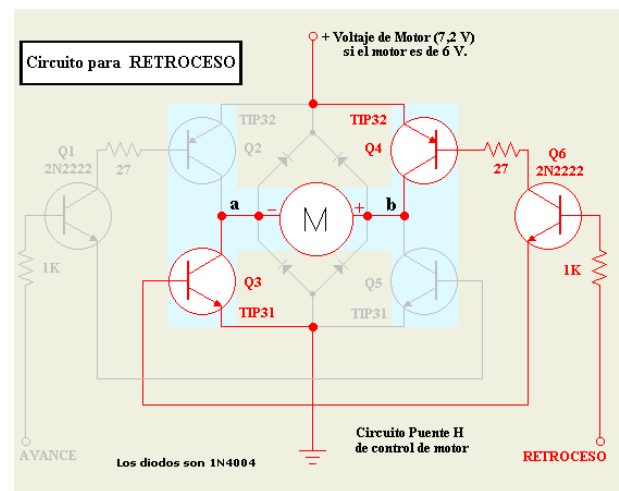 + Voltaje de Motor (7,2 V)
si el motor es de 6 V.
Circuito para RETROCESO
TIP32
TIP32
Q1
2N2222
27
Q2
Q4
27
Q6
2N2222
a
−
M
+
b
1K
Q3
Q5
1K
TIP31
TIP31
Circuito Puente H
de control de motor
AVANCE
Los diodos son 1N4004
RETROCESO